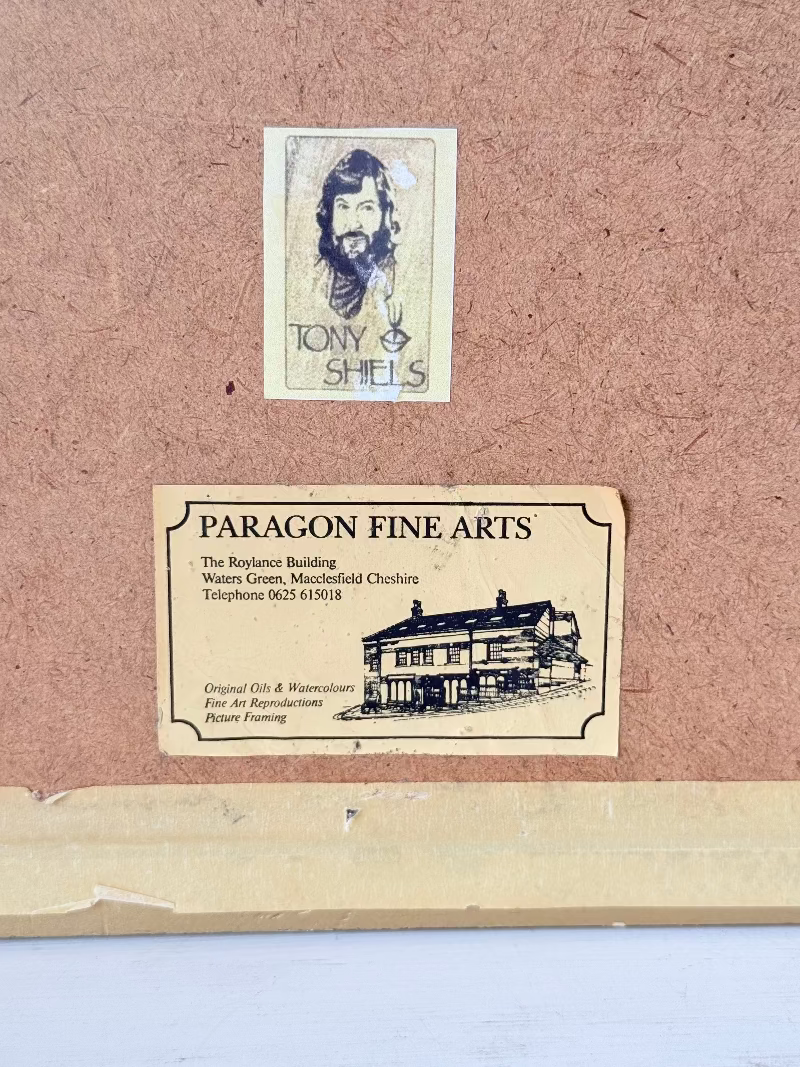 TONY
SHIELS
PARAGON FINE ARTS
The Roylance Building
Waters Green, Macclesfield Cheshire
Telephone 0625 615018
Original Oils & Watercolours
Fine Art Reproductions
Picture Framing